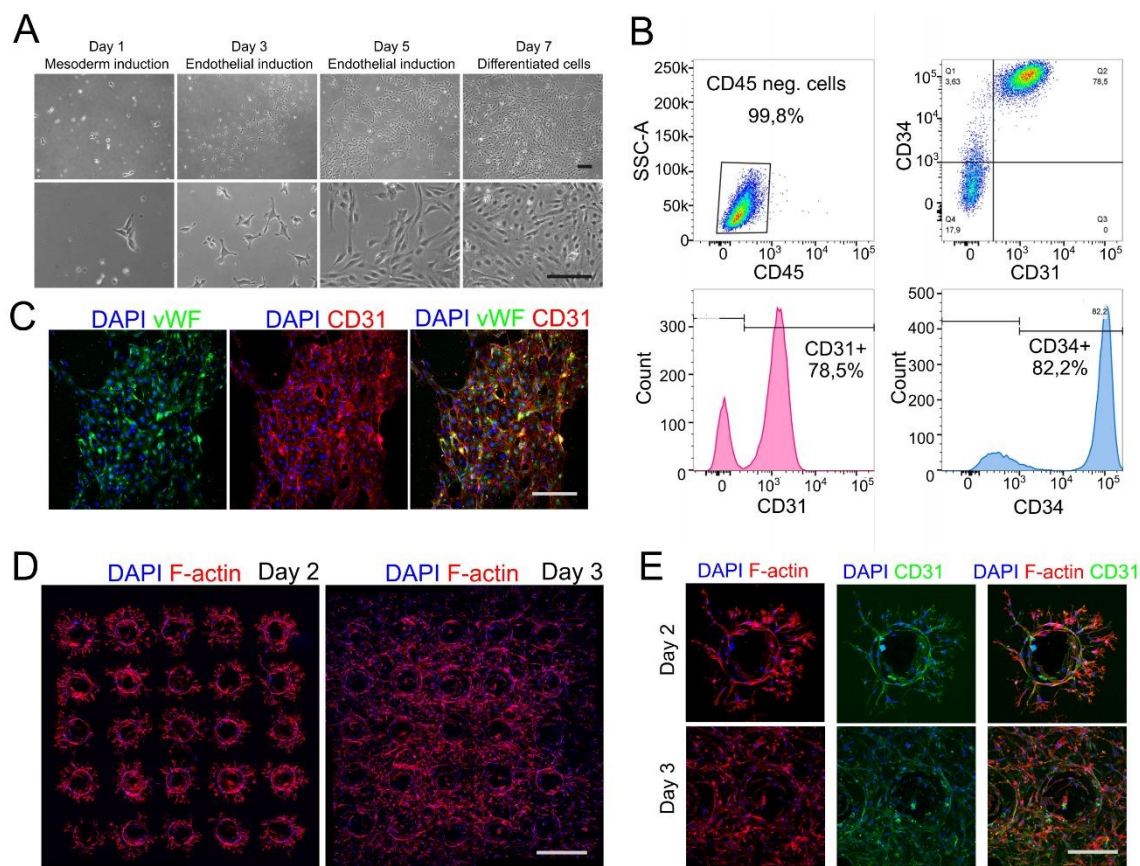 A
Day 1
Mesoderm induction
Day 3
Endothelial induction
Day 5
Endothelial induction
Day 7
Differentiated cells
B
250k
200k
150k
100k
50k
0
SSC-A
CD45 neg. cells
99,8%
0 10³ 10⁴ 10⁵
CD45
Q1
3,63
Q2
78,5
Q4
17,9
Q3
0
10⁵
10⁴
10³
0
CD34
0 10³ 10⁴ 10⁵
CD31
300
200
100
0
Count
CD31+
78,5%
0 10³ 10⁴ 10⁵
CD31
500
400
300
200
100
0
Count
82,2
CD34+
82,2%
0 10³ 10⁴ 10⁵
CD34
C
DAPI vWF
DAPI CD31
DAPI vWF CD31
D
DAPI F-actin Day 2
DAPI F-actin Day 3
E
DAPI F-actin
DAPI CD31
DAPI F-actin CD31
Day 2
Day 3